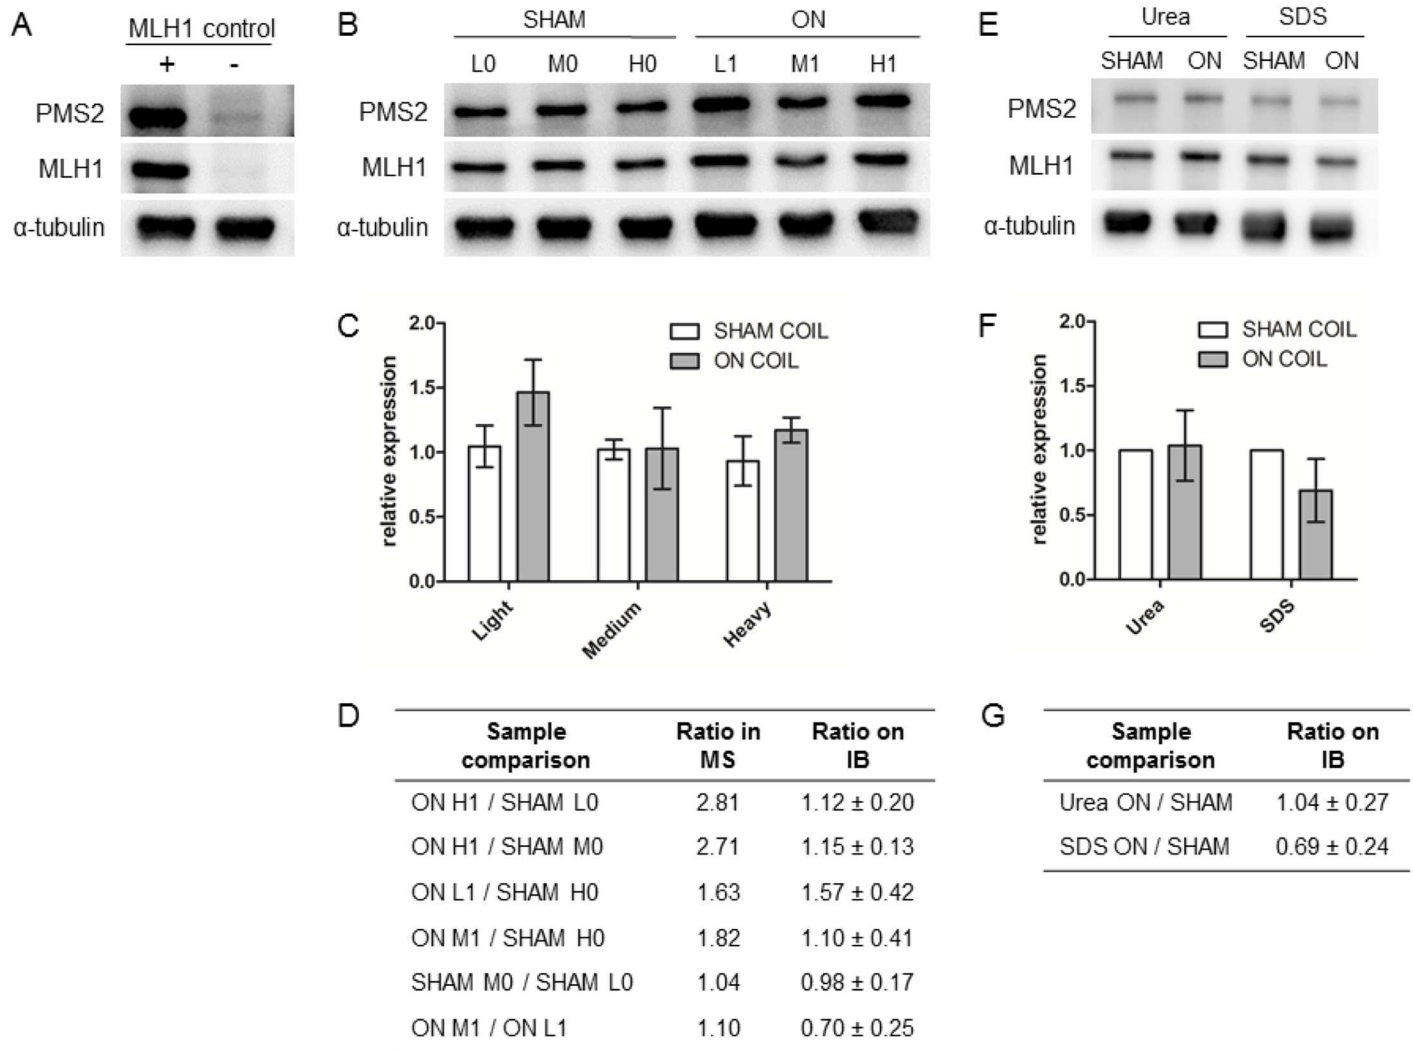 A
MLH1 control
+ -
PMS2
MLH1
α-tubulin
B
SHAM ON
L0 M0 H0 L1 M1 H1
PMS2
MLH1
α-tubulin
E
Urea SDS
SHAM ON SHAM ON
PMS2
MLH1
α-tubulin
C
relative expression
2.0
1.5
1.0
0.5
0.0
SHAM COIL
ON COIL
Light Medium Heavy
F
relative expression
2.0
1.5
1.0
0.5
0.0
SHAM COIL
ON COIL
Urea SDS
D
Sample Ratio in Ratio on
comparison MS IB
ON H1 / SHAM L0 2.81 1.12 ± 0.20
ON H1 / SHAM M0 2.71 1.15 ± 0.13
ON L1 / SHAM H0 1.63 1.57 ± 0.42
ON M1 / SHAM H0 1.82 1.10 ± 0.41
SHAM M0 / SHAM L0 1.04 0.98 ± 0.17
ON M1 / ON L1 1.10 0.70 ± 0.25
G
Sample Ratio on
comparison IB
Urea ON / SHAM 1.04 ± 0.27
SDS ON / SHAM 0.69 ± 0.24